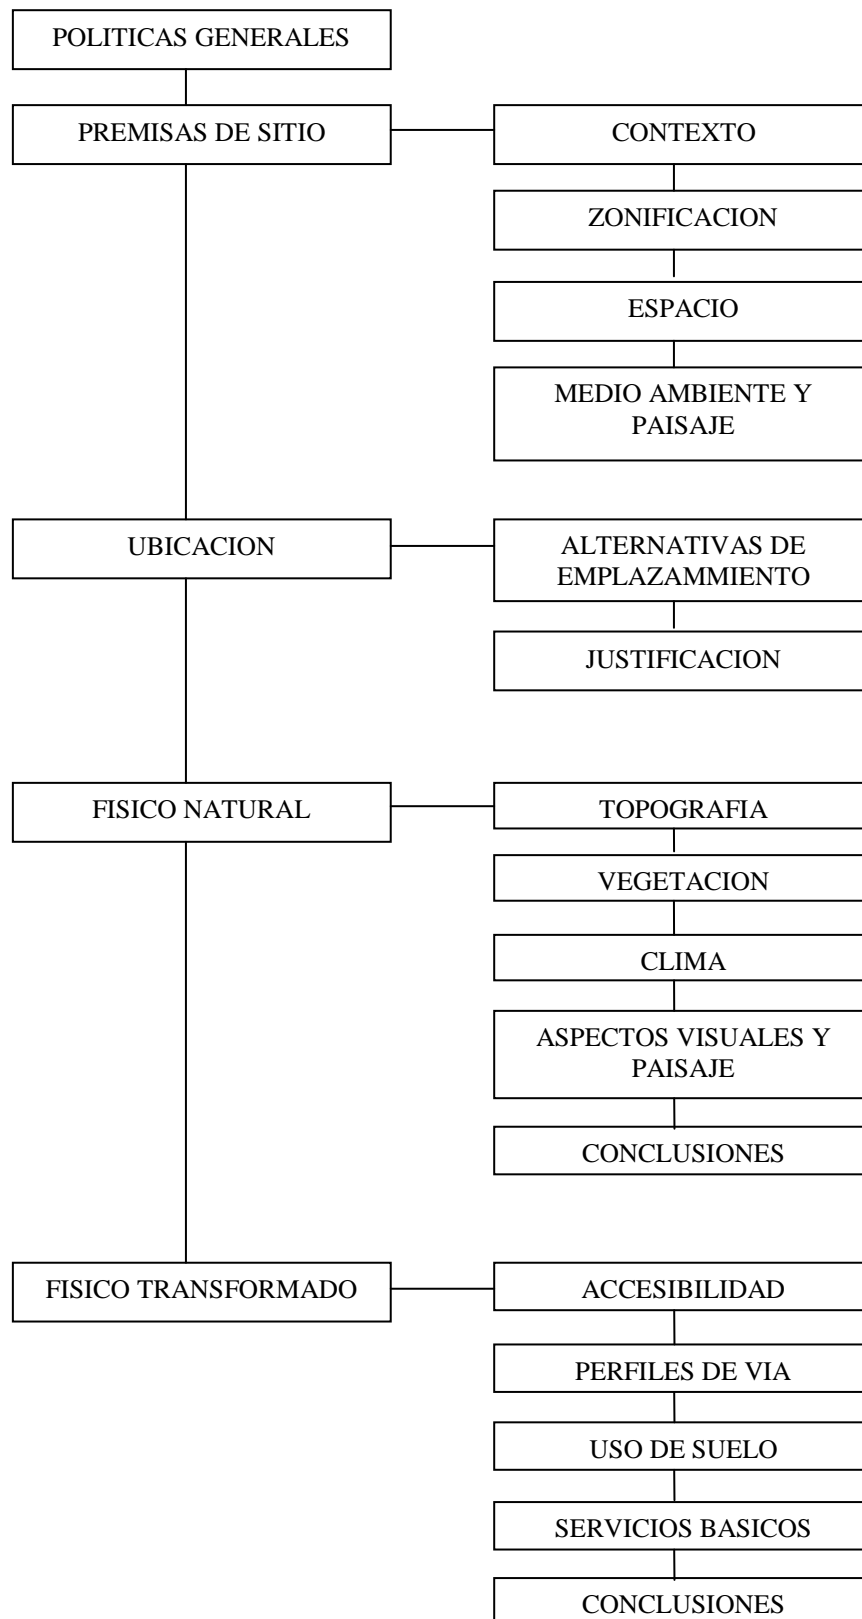 POLITICAS GENERALES
PREMISAS DE SITIO
CONTEXTO
ZONIFICACION
ESPACIO
MEDIO AMBIENTE Y
PAISAJE
UBICACION
ALTERNATIVAS DE
EMPLAZAMMIENTO
JUSTIFICACION
FISICO NATURAL
TOPOGRAFIA
VEGETACION
CLIMA
ASPECTOS VISUALES Y
PAISAJE
CONCLUSIONES
FISICO TRANSFORMADO
ACCESIBILIDAD
PERFILES DE VIA
USO DE SUELO
SERVICIOS BASICOS
CONCLUSIONES